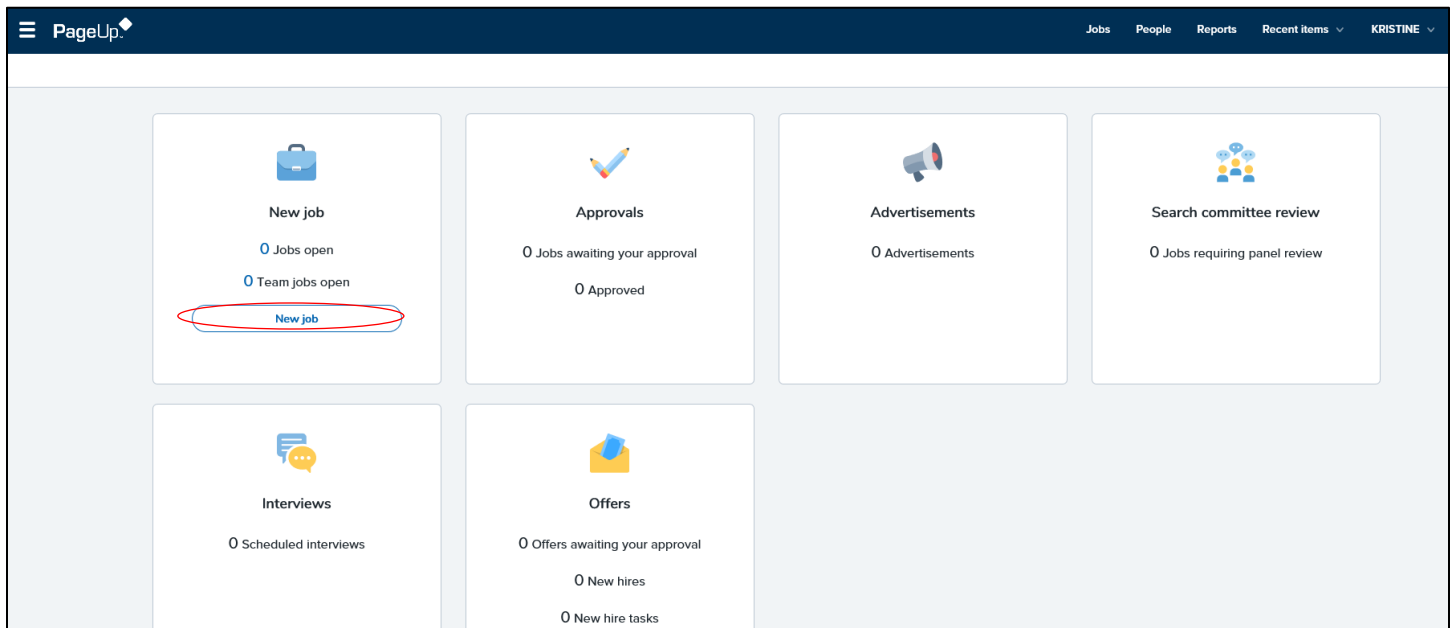 PageUp
Jobs People Reports Recent items KRISTINE
New job
0 Jobs open
0 Team jobs open
New job
Approvals
0 Jobs awaiting your approval
0 Approved
Advertisements
0 Advertisements
Search committee review
0 Jobs requiring panel review
Interviews
0 Scheduled interviews
Offers
0 Offers awaiting your approval
0 New hires
0 New hire tasks